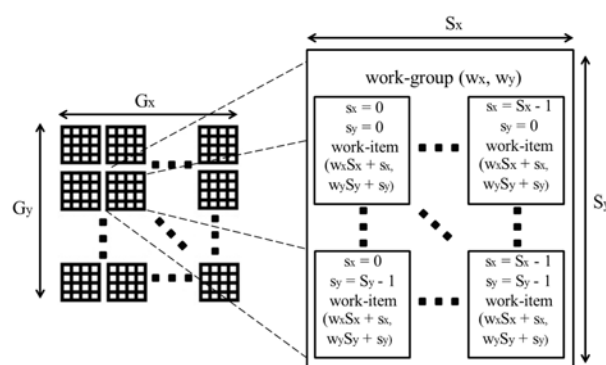 Sx
work-group (wx, wy)
Gx
Gy
sx = 0
sy = 0
work-item
(wxSx + sx,
wySy + sy)
sx = Sx - 1
sy = 0
work-item
(wxSx + sx,
wySy + sy)
Sy
sx = 0
sy = Sy - 1
work-item
(wxSx + sx,
wySy + sy)
sx = Sx - 1
sy = Sy - 1
work-item
(wxSx + sx,
wySy + sy)